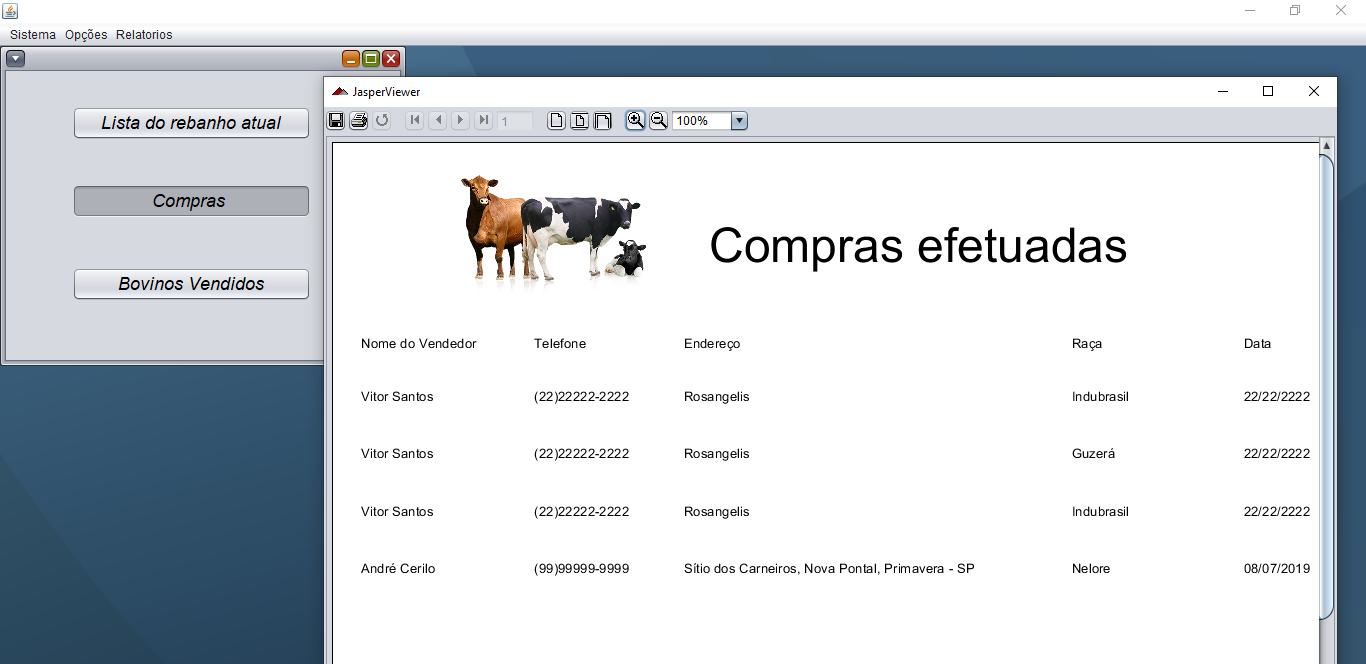 Sistema Opções Relatorios
Lista do rebanho atual
Compras
Bovinos Vendidos
JasperViewer
1 100%
Compras efetuadas
Nome do Vendedor Telefone Endereço Raça Data
Vitor Santos (22)22222-2222 Rosangelis Indubrasil 22/22/2222
Vitor Santos (22)22222-2222 Rosangelis Guzerá 22/22/2222
Vitor Santos (22)22222-2222 Rosangelis Indubrasil 22/22/2222
André Cerilo (99)99999-9999 Sítio dos Carneiros, Nova Pontal, Primavera - SP Nelore 08/07/2019